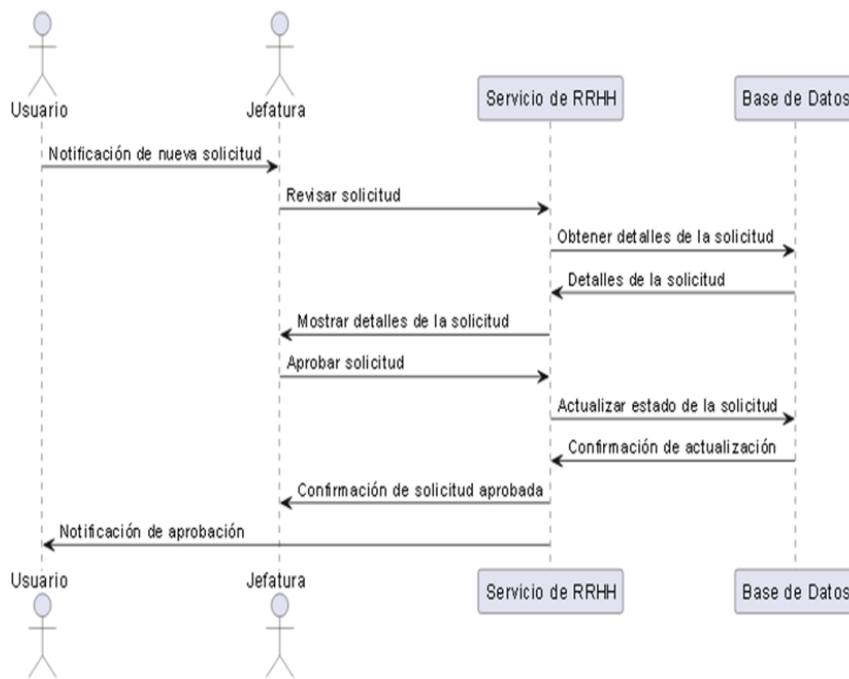 Usuario
Jefatura
Servicio de RRHH
Base de Datos
Notificación de nueva solicitud
Revisar solicitud
Obtener detalles de la solicitud
Detalles de la solicitud
Mostrar detalles de la solicitud
Aprobar solicitud
Actualizar estado de la solicitud
Confirmación de actualización
Confirmación de solicitud aprobada
Notificación de aprobación
Usuario
Jefatura
Servicio de RRHH
Base de Datos